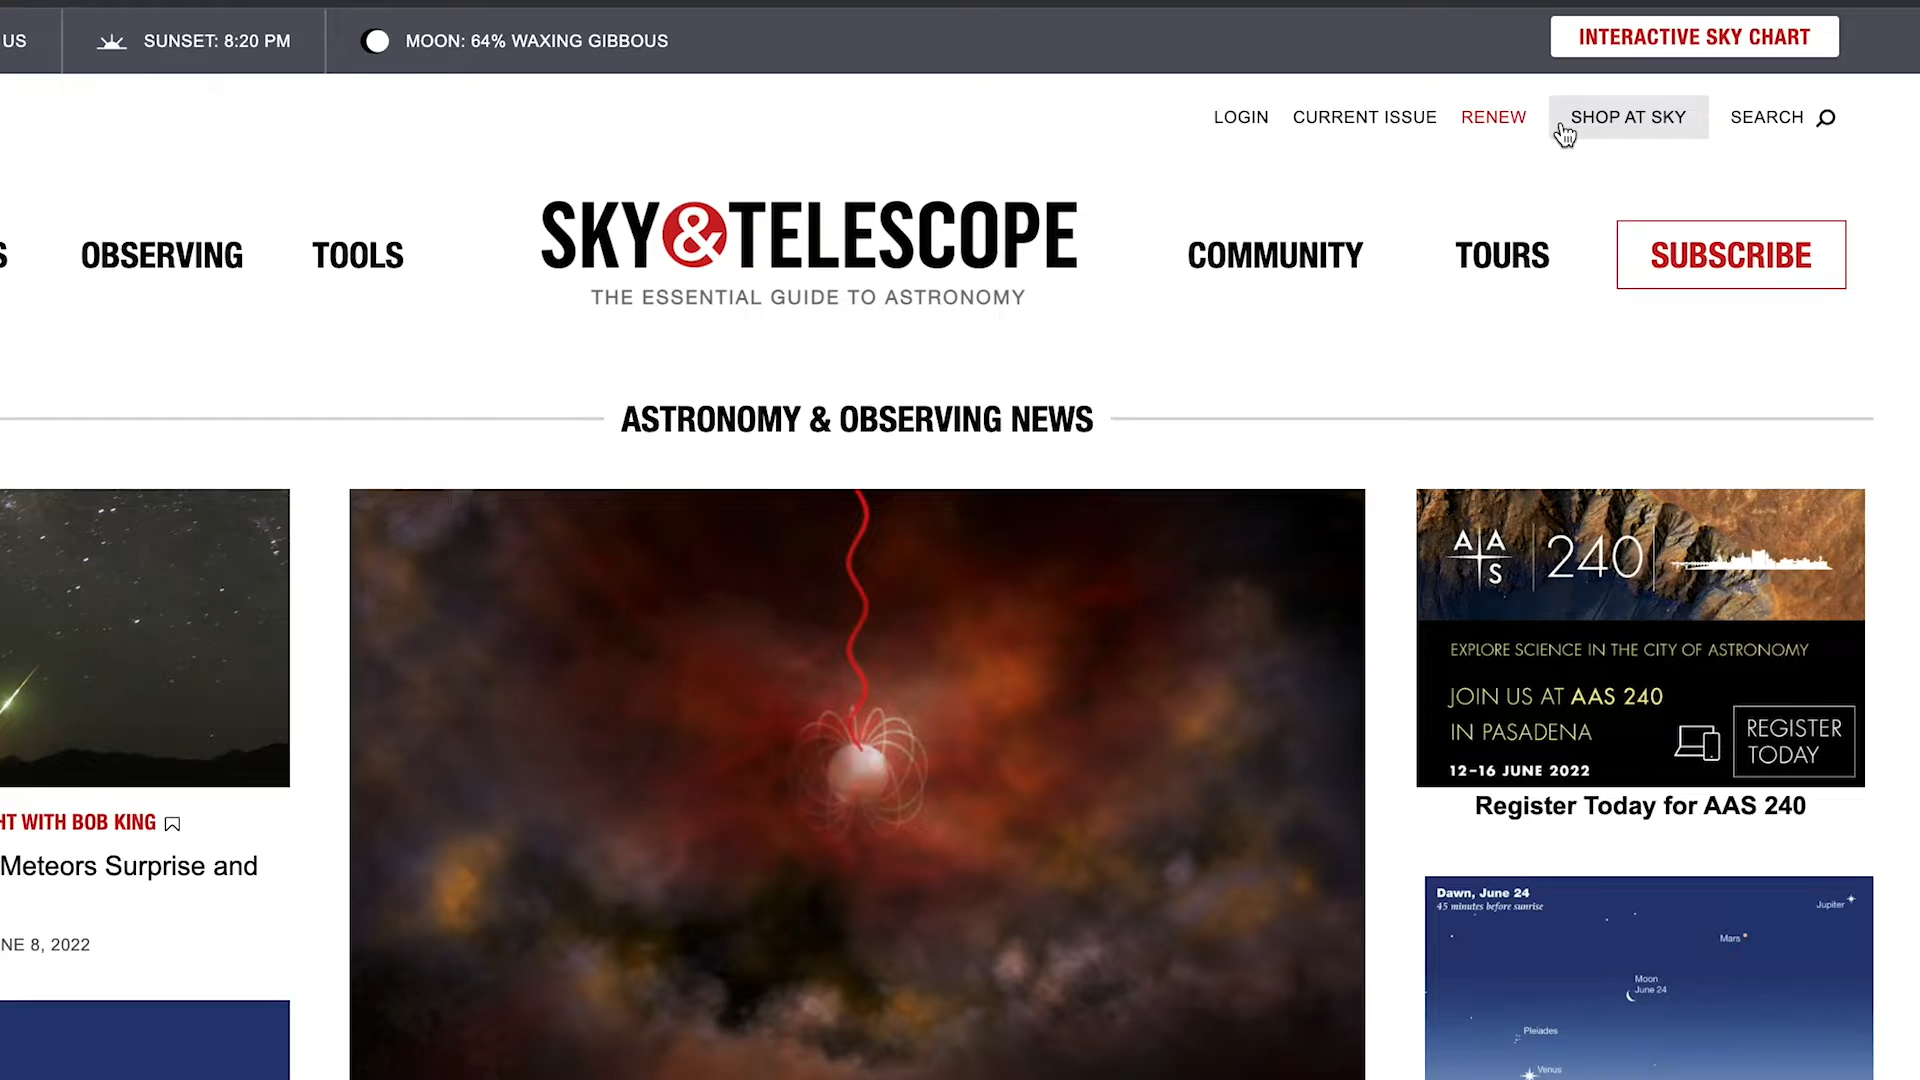 US
SUNSET: 8:20 PM
MOON: 64% WAXING GIBBOUS
INTERACTIVE SKY CHART
LOGIN
CURRENT ISSUE
RENEW
SHOP AT SKY
SEARCH
S
OBSERVING
TOOLS
SKY&TELESCOPE
THE ESSENTIAL GUIDE TO ASTRONOMY
COMMUNITY
TOURS
SUBSCRIBE
ASTRONOMY & OBSERVING NEWS
HT WITH BOB KING
Meteors Surprise and
NE 8, 2022
AAS
240
EXPLORE SCIENCE IN THE CITY OF ASTRONOMY
JOIN US AT AAS 240
IN PASADENA
12–16 JUNE 2022
REGISTER
TODAY
Register Today for AAS 240
Dawn, June 24
45 minutes before sunrise
Jupiter
Mars
Moon
June 24
Pleiades
Venus